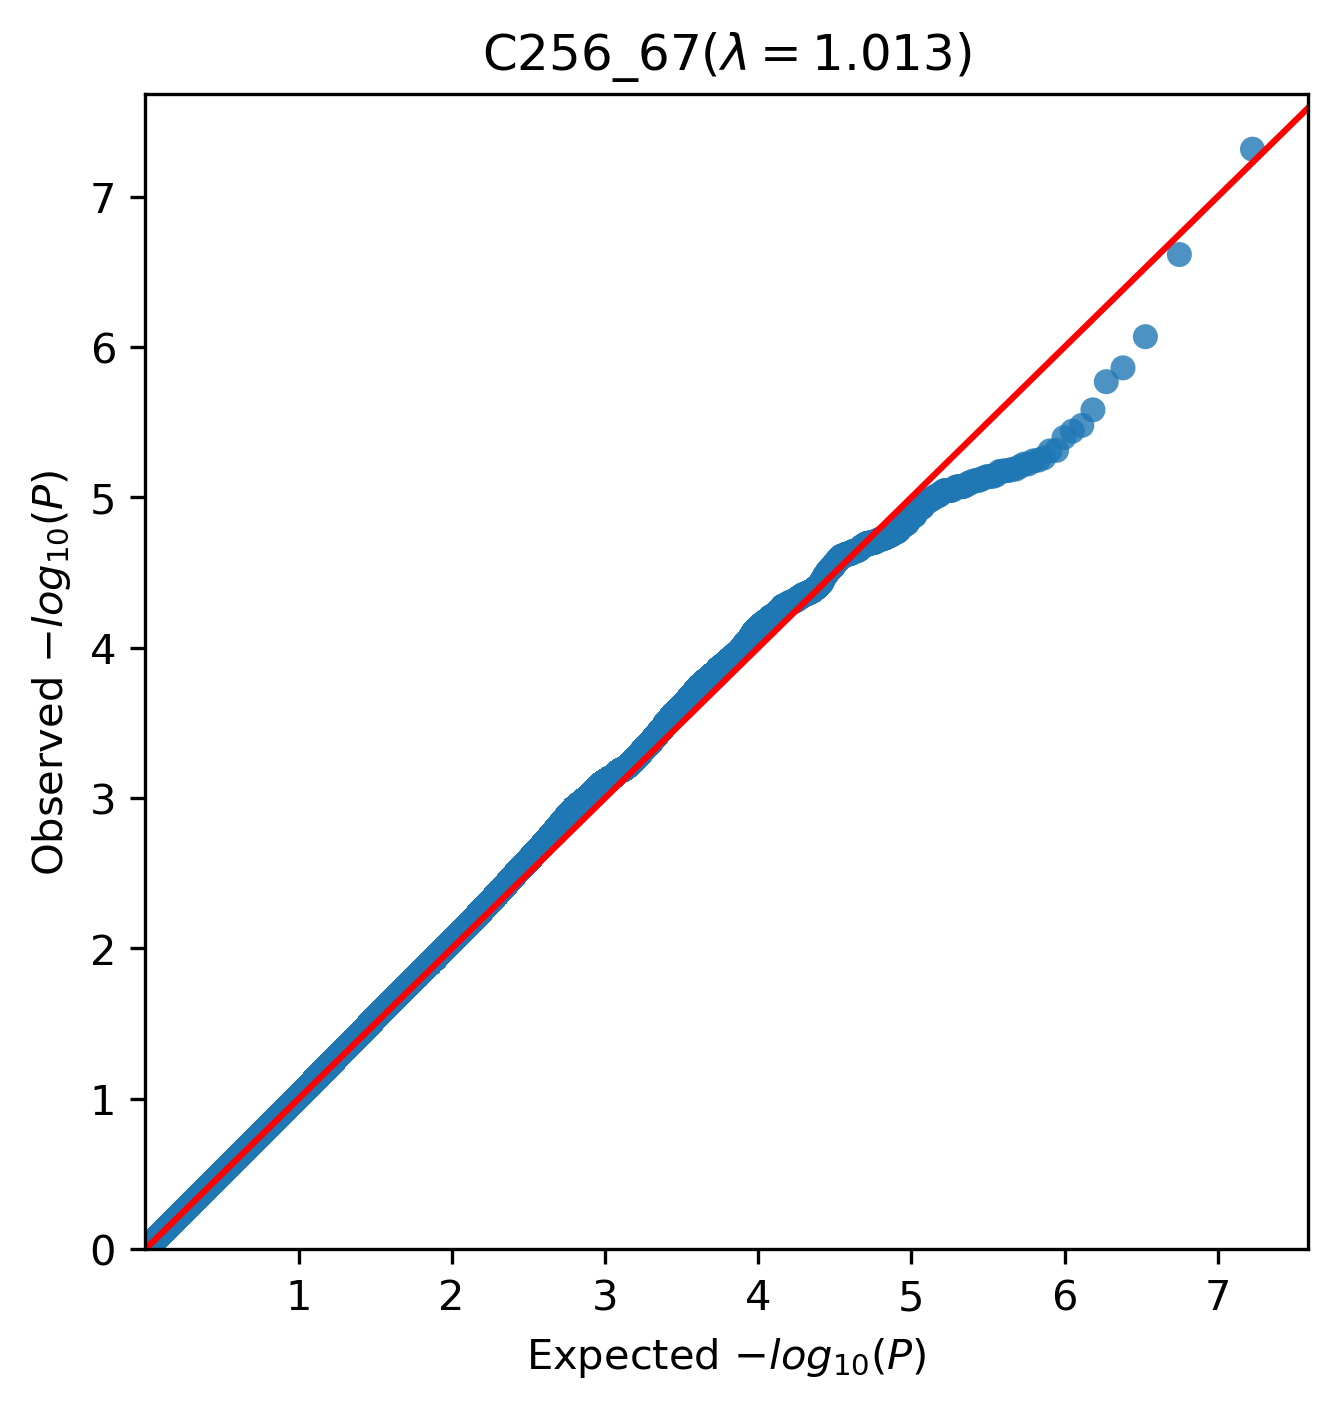 C256_67(λ = 1.013)
Observed −log10(P)
7
6
5
4
3
2
1
0
1 2 3 4 5 6 7
Expected −log10(P)